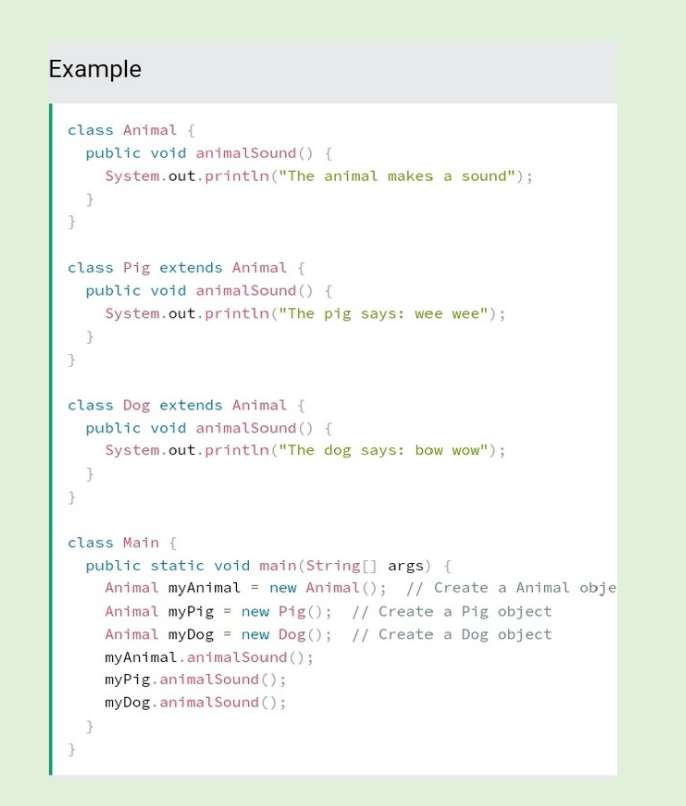 Example
class Animal {
  public void animalSound() {
    System.out.println("The animal makes a sound");
  }
}
class Pig extends Animal {
  public void animalSound() {
    System.out.println("The pig says: wee wee");
  }
}
class Dog extends Animal {
  public void animalSound() {
    System.out.println("The dog says: bow wow");
  }
}
class Main {
  public static void main(String[] args) {
    Animal myAnimal = new Animal();  // Create a Animal obje
    Animal myPig = new Pig();  // Create a Pig object
    Animal myDog = new Dog();  // Create a Dog object
    myAnimal.animalSound();
    myPig.animalSound();
    myDog.animalSound();
  }
}